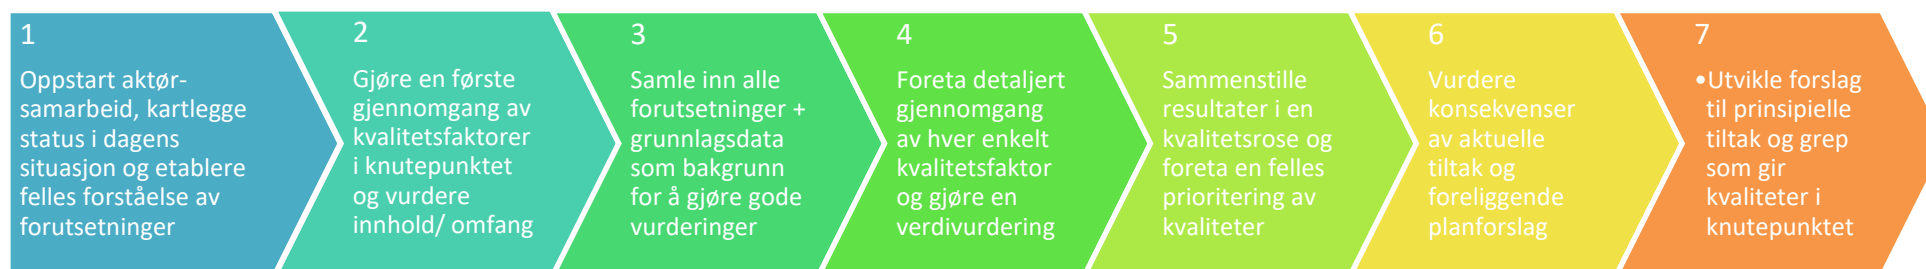 1
Oppstart aktør-
samarbeid, kartlegge
status i dagens
situasjon og etablere
felles forståelse av
forutsetninger
2
Gjøre en første
gjennomgang av
kvalitetsfaktorer
i knutepunktet
og vurdere
innhold/ omfang
3
Samle inn alle
forutsetninger +
grunnlagsdata
som bakgrunn
for å gjøre gode
vurderinger
4
Foreta detaljert
gjennomgang
av hver enkelt
kvalitetsfaktor
og gjøre en
verdivurdering
5
Sammenstille
resultater i en
kvalitetsrose og
foreta en felles
prioritering av
kvaliteter
6
Vurdere
konsekvenser
av aktuelle
tiltak og
foreliggende
planforslag
7
•Utvikle forslag
til prinsipielle
tiltak og grep
som gir
kvaliteter i
knutepunktet